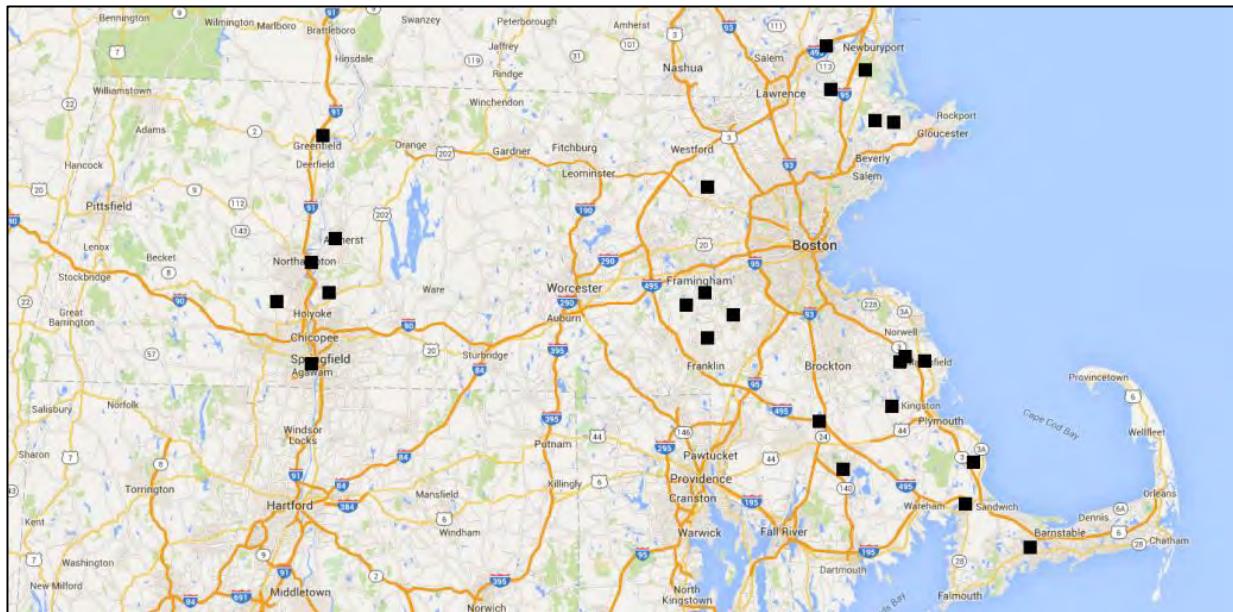 Bennington
Wilmington
Marlboro
Brattleboro
Swanzey
Peterborough
Amherst
Jaffrey
Rindge
Hinsdale
Nashua
Salem
Newburyport
Lawrence
Williamstown
Winchendon
Adams
Greenfield
Deerfield
Orange
Gardner
Fitchburg
Westford
Leominster
Rockport
Gloucester
Beverly
Salem
Hancock
Pittsfield
Lenox
Becket
Stockbridge
Northampton
Ware
Worcester
Auburn
Framingham
Boston
Great
Barrington
Holyoke
Chicopee
Springfield
Agawam
Sturbridge
Franklin
Brockton
Norwell
Kingston
Plymouth
Provincetown
Cape Cod Bay
Wellfleet
Orleans
Salisbury
Norfolk
Sharon
Windsor
Locks
Torrington
Hartford
Mansfield
Windham
Putnam
Killingly
Pawtucket
Providence
Cranston
Warwick
Fall River
Wareham
Sandwich
Dennis
Barnstable
Chatham
Kent
Washington
New Milford
Middletown
Norwich
North
Kingstown
Dartmouth
Falmouth